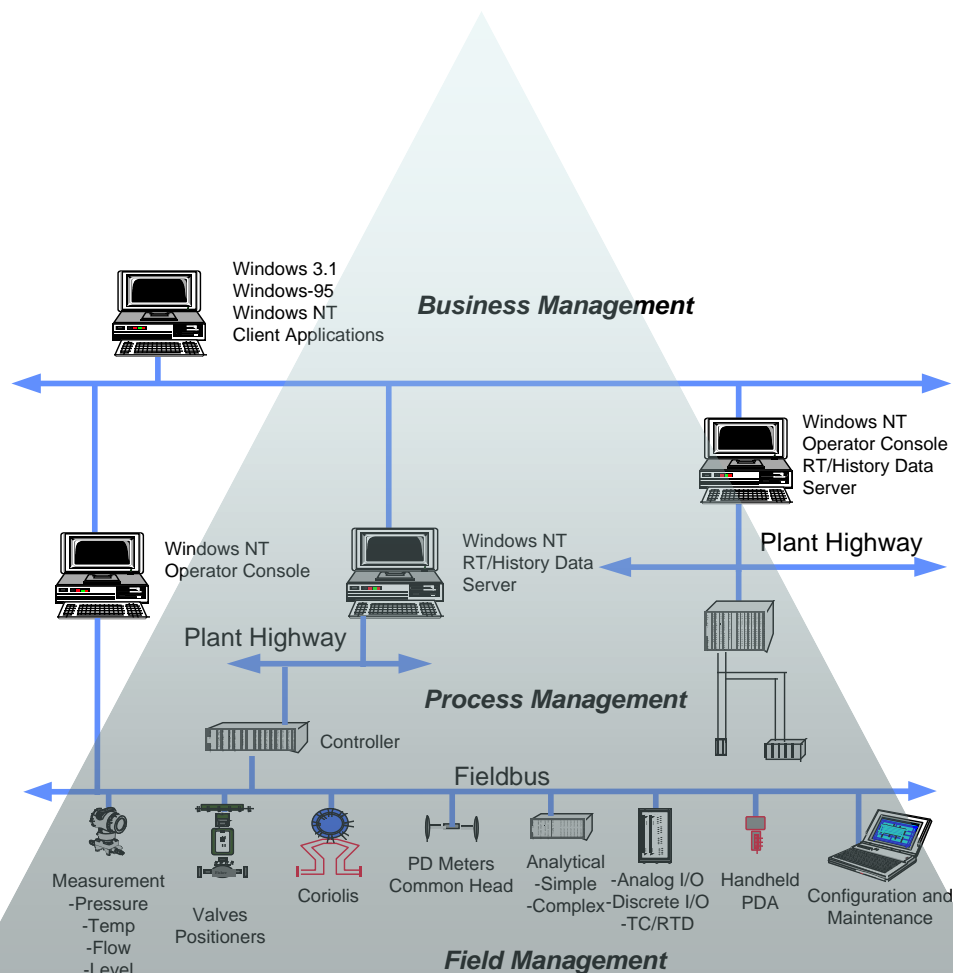 Windows 3.1
Windows-95
Windows NT
Client Applications
Business Management
Windows NT
Operator Console
RT/History Data
Server
Windows NT
Operator Console
Windows NT
RT/History Data
Server
Plant Highway
Plant Highway
Process Management
Controller
Fieldbus
Measurement
-Pressure
-Temp
-Flow
-Level
Valves
Positioners
Coriolis
PD Meters
Common Head
Analytical
-Simple
-Complex
-Analog I/O
-Discrete I/O
-TC/RTD
Handheld
PDA
Configuration and
Maintenance
Field Management